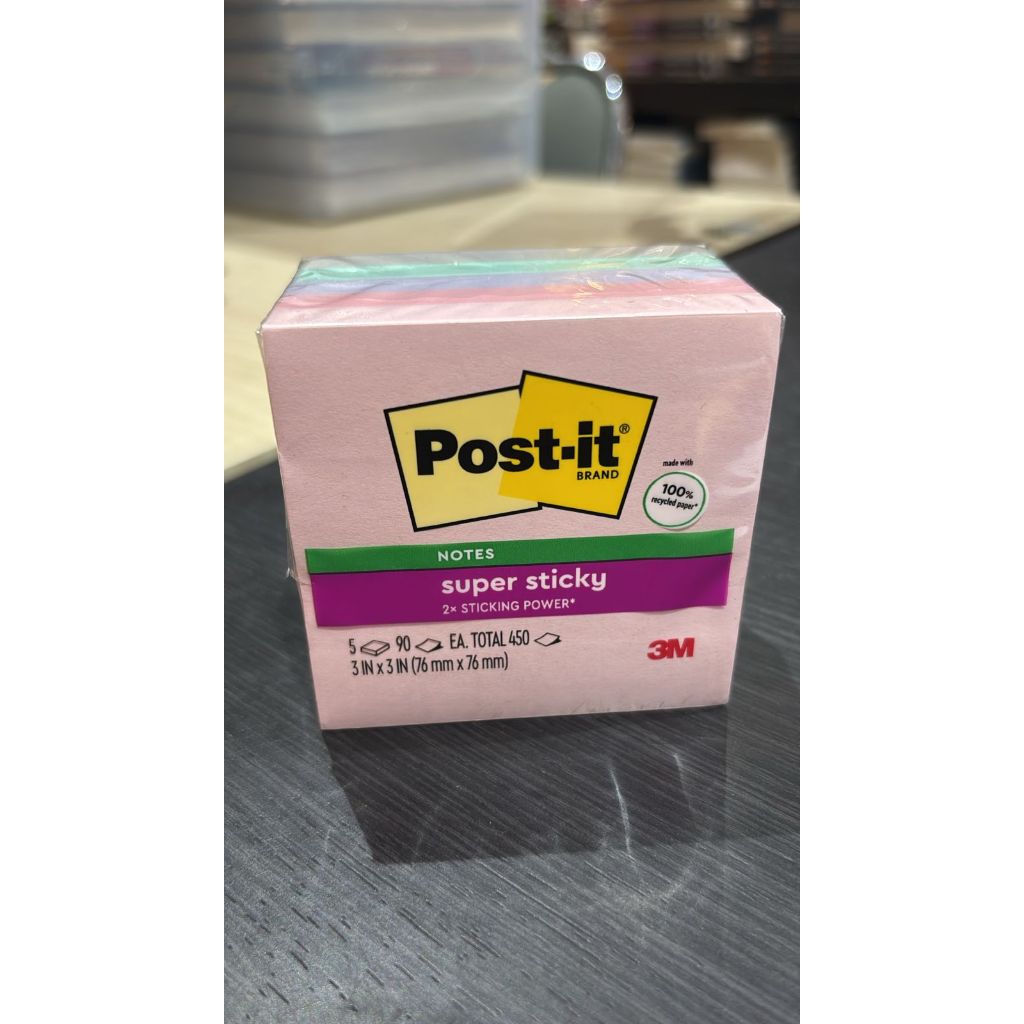 Post-it®
BRAND
made with
100%
recycled paper*
NOTES
super sticky
2x STICKING POWER*
5 90 EA. TOTAL 450
3 IN x 3 IN (76 mm x 76 mm)
3M